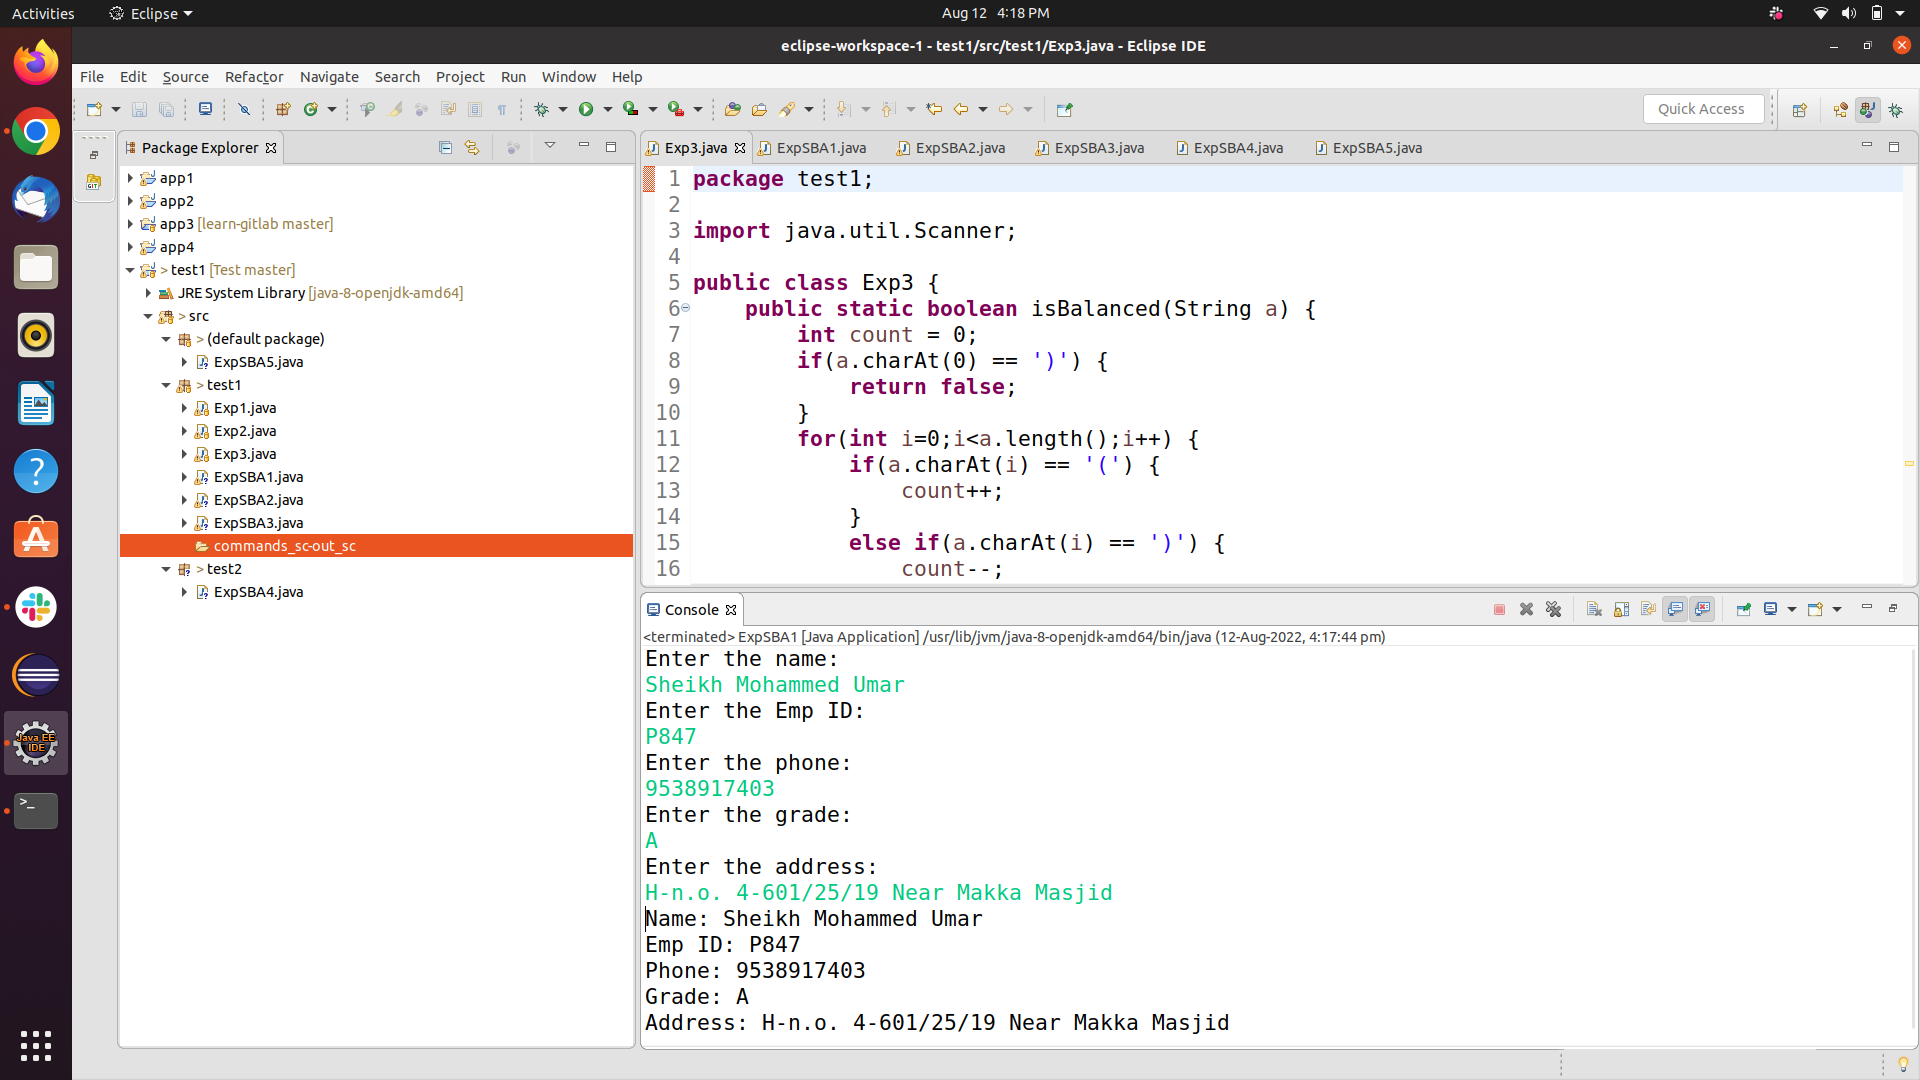 Activities Eclipse Aug 12 4:18 PM
eclipse-workspace-1 - test1/src/test1/Exp3.java - Eclipse IDE
File Edit Source Refactor Navigate Search Project Run Window Help
Quick Access
Package Explorer
app1
app2
app3 [learn-gitlab master]
app4
> test1 [Test master]
JRE System Library [java-8-openjdk-amd64]
> src
> (default package)
ExpSBA5.java
> test1
Exp1.java
Exp2.java
Exp3.java
ExpSBA1.java
ExpSBA2.java
ExpSBA3.java
commands_sc-out_sc
> test2
ExpSBA4.java
Java EE
IDE
Exp3.java ExpSBA1.java ExpSBA2.java ExpSBA3.java ExpSBA4.java ExpSBA5.java
1 package test1;
2
3 import java.util.Scanner;
4
5 public class Exp3 {
6 public static boolean isBalanced(String a) {
7 int count = 0;
8 if(a.charAt(0) == ')') {
9 return false;
10 }
11 for(int i=0;i<a.length();i++) {
12 if(a.charAt(i) == '(') {
13 count++;
14 }
15 else if(a.charAt(i) == ')') {
16 count--;
Console
<terminated> ExpSBA1 [Java Application] /usr/lib/jvm/java-8-openjdk-amd64/bin/java (12-Aug-2022, 4:17:44 pm)
Enter the name:
Sheikh Mohammed Umar
Enter the Emp ID:
P847
Enter the phone:
9538917403
Enter the grade:
A
Enter the address:
H-n.o. 4-601/25/19 Near Makka Masjid
Name: Sheikh Mohammed Umar
Emp ID: P847
Phone: 9538917403
Grade: A
Address: H-n.o. 4-601/25/19 Near Makka Masjid